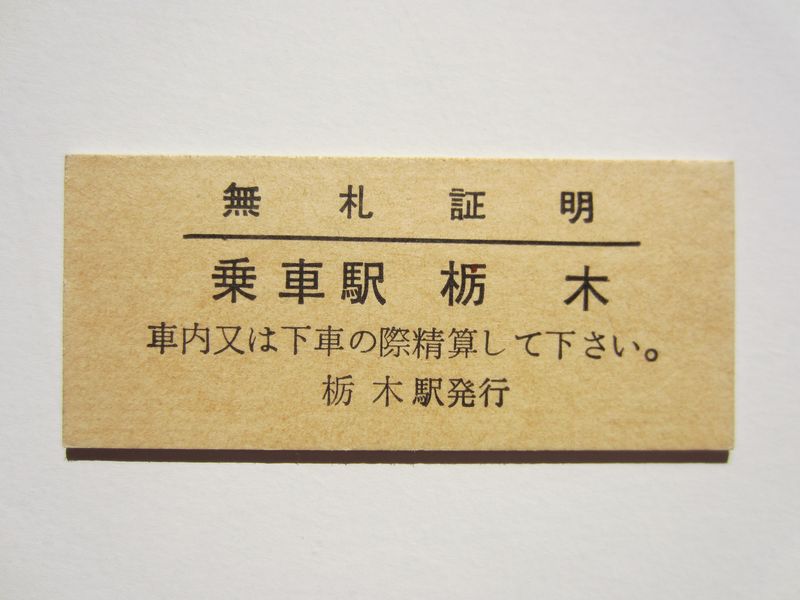 無札証明
乗車駅 栃木
車内又は下車の際精算して下さい。
栃木駅発行